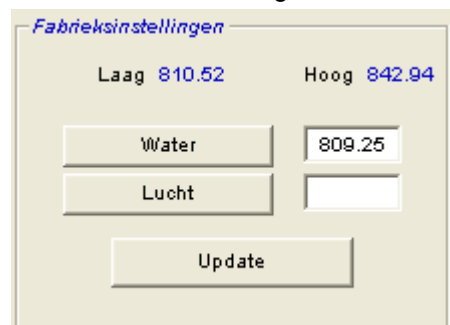 Fabrieksinstellingen
Laag 810.52 Hoog 842.94
Water 809.25
Lucht
Update